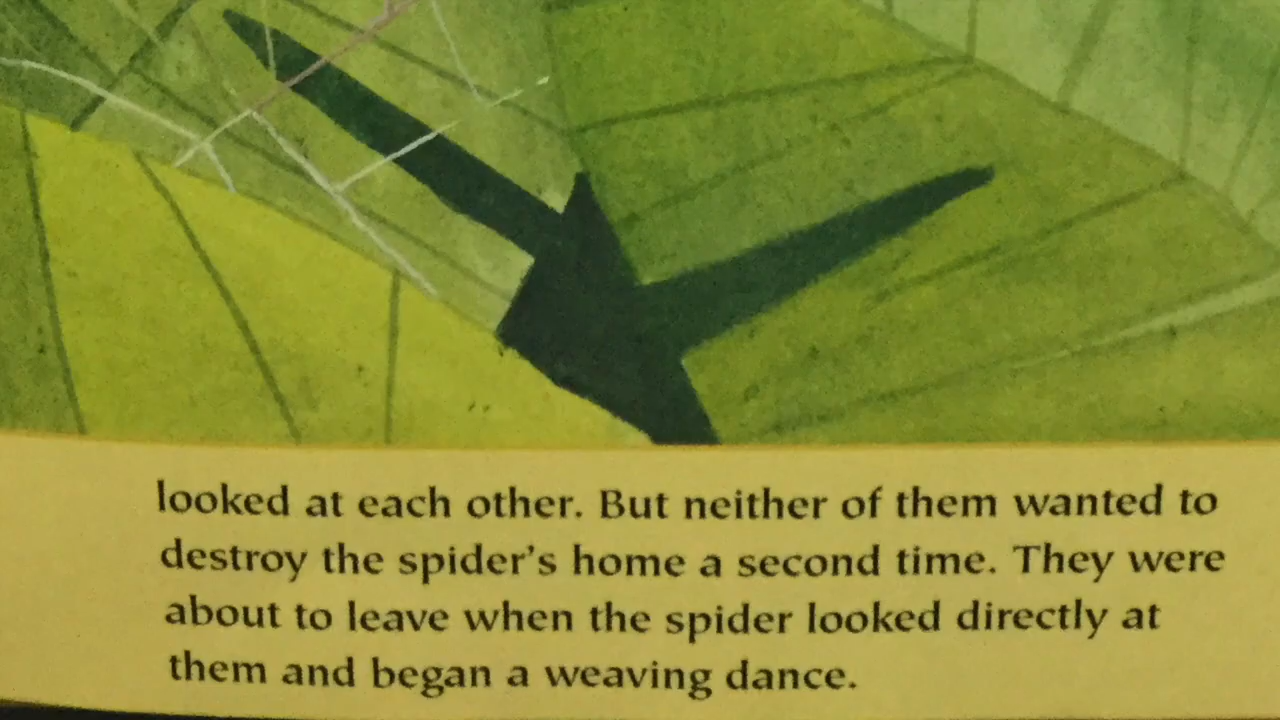 looked at each other. But neither of them wanted to
destroy the spider's home a second time. They were
about to leave when the spider looked directly at
them and began a weaving dance.